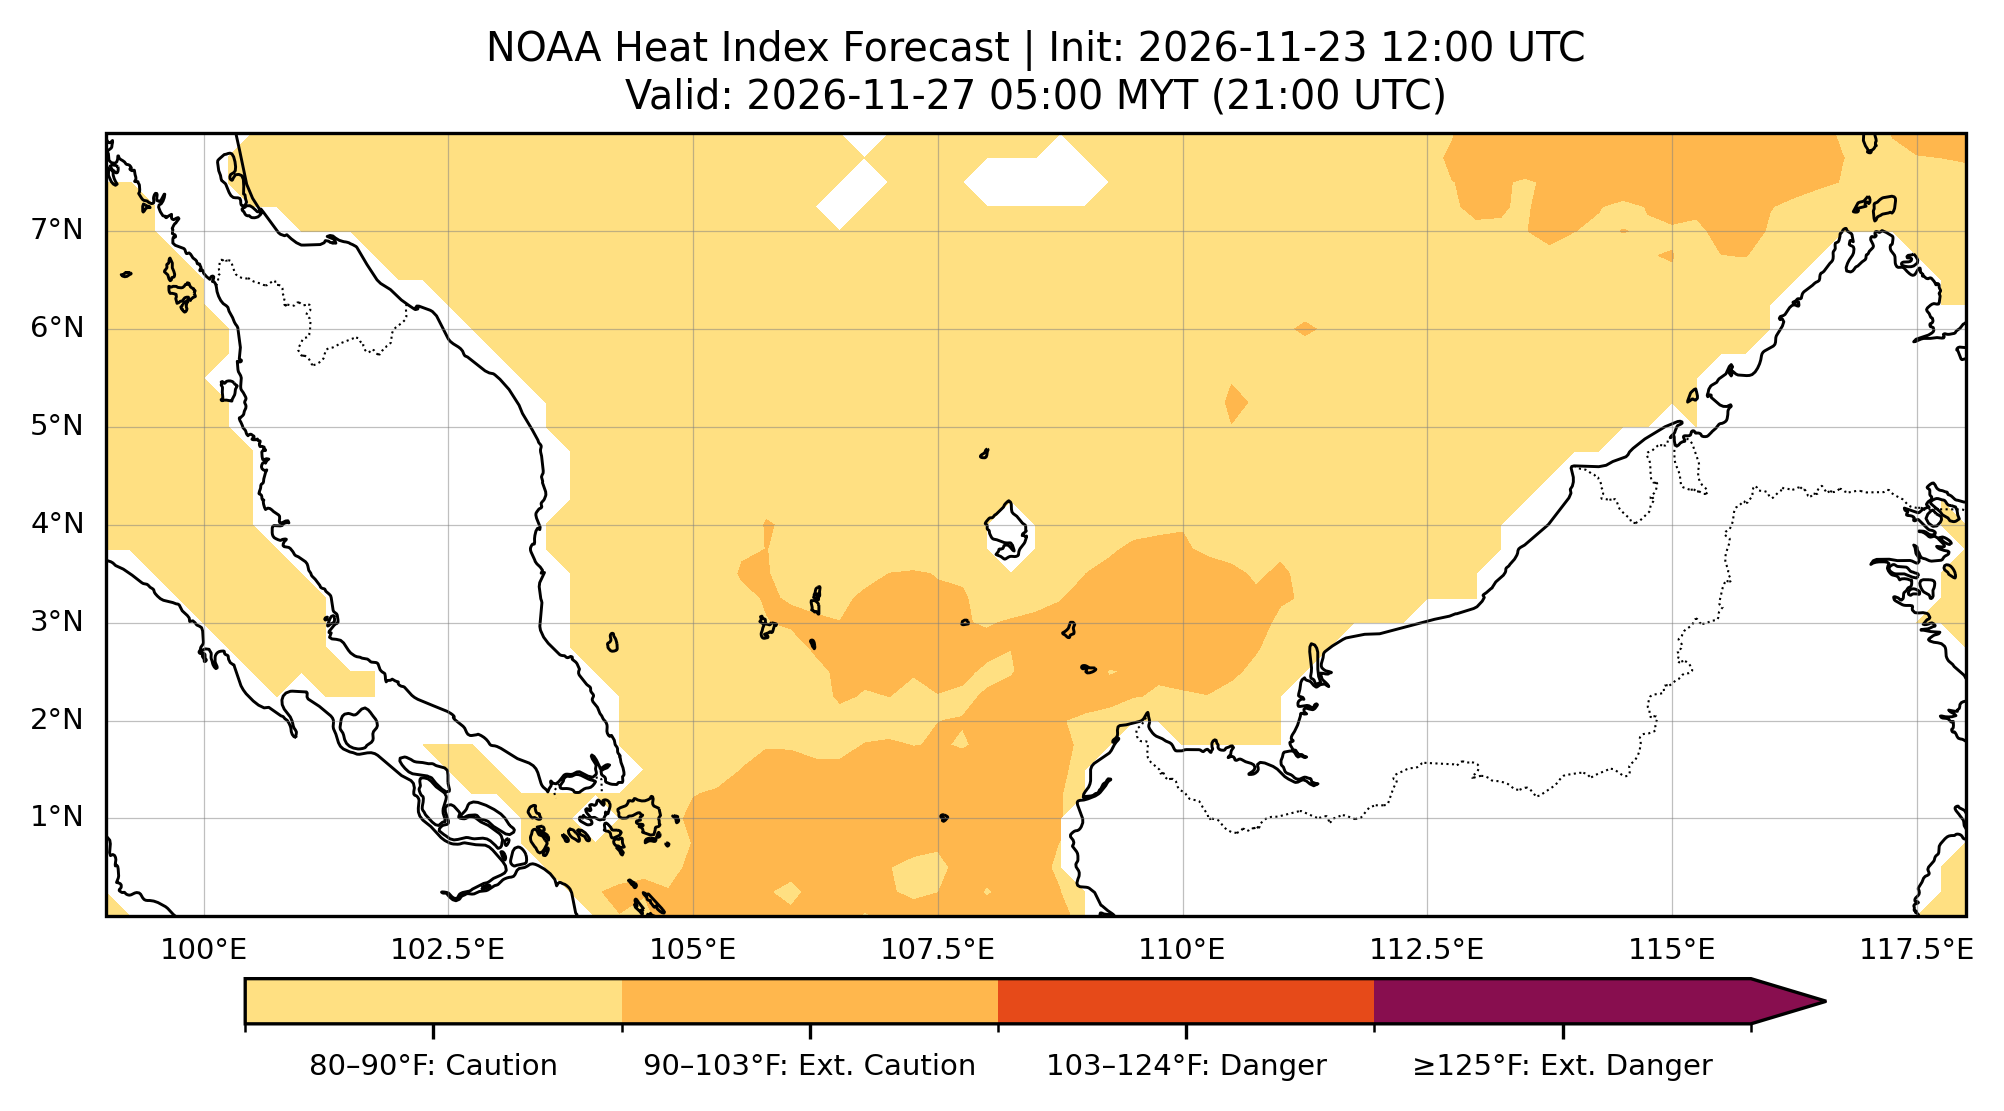 NOAA Heat Index Forecast | Init: 2026-11-23 12:00 UTC
Valid: 2026-11-27 05:00 MYT (21:00 UTC)
7°N
6°N
5°N
4°N
3°N
2°N
1°N
100°E 102.5°E 105°E 107.5°E 110°E 112.5°E 115°E 117.5°E
80–90°F: Caution 90–103°F: Ext. Caution 103–124°F: Danger ≥125°F: Ext. Danger